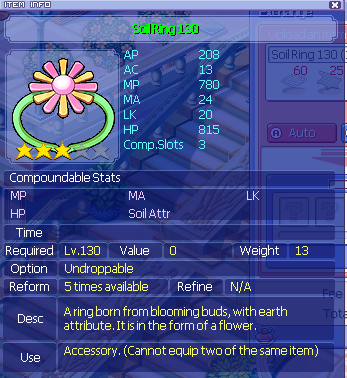 ITEM INFO
Soil Ring 130
AP 208
AC 13
MP 780
MA 24
LK 20
HP 815
Comp.Slots 3
Soil Ring 130 (
60 25
Auto
Compoundable Stats
MP MA LK
HP Soil Attr
Time
Required Lv.130 Value 0 Weight 13
Option Undroppable
Reform 5 times available Refine N/A
Desc A ring born from blooming buds, with earth
attribute. It is in the form of a flower.
Fee
Tota
Use Accessory. (Cannot equip two of the same item)